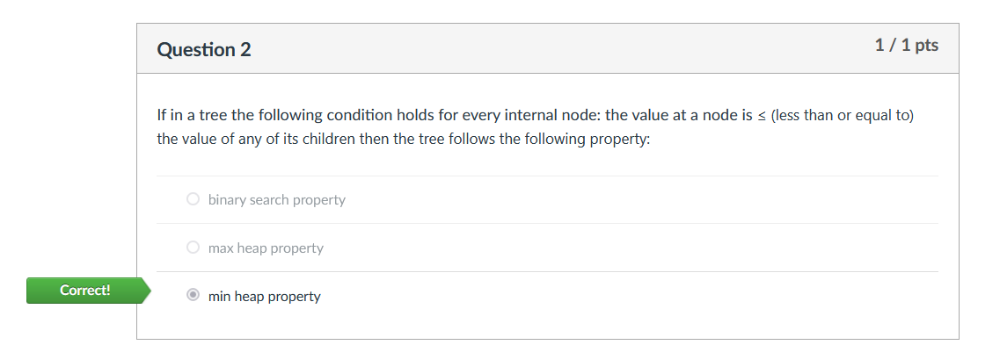 Question 2
1 / 1 pts
If in a tree the following condition holds for every internal node: the value at a node is ≤ (less than or equal to)
the value of any of its children then the tree follows the following property:
binary search property
max heap property
Correct!
min heap property